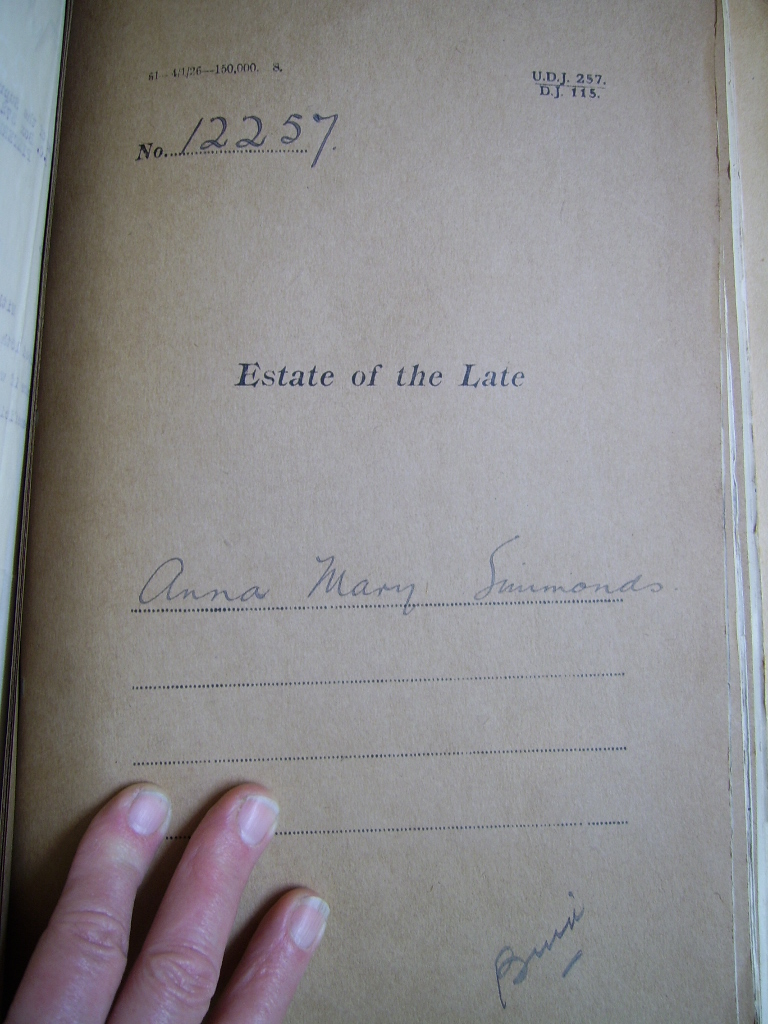 61—4/1/26—150,000. S.
U.D.J. 257.
D.J. 115.
No. 12257.
Estate of the Late
Anna Mary Simmonds